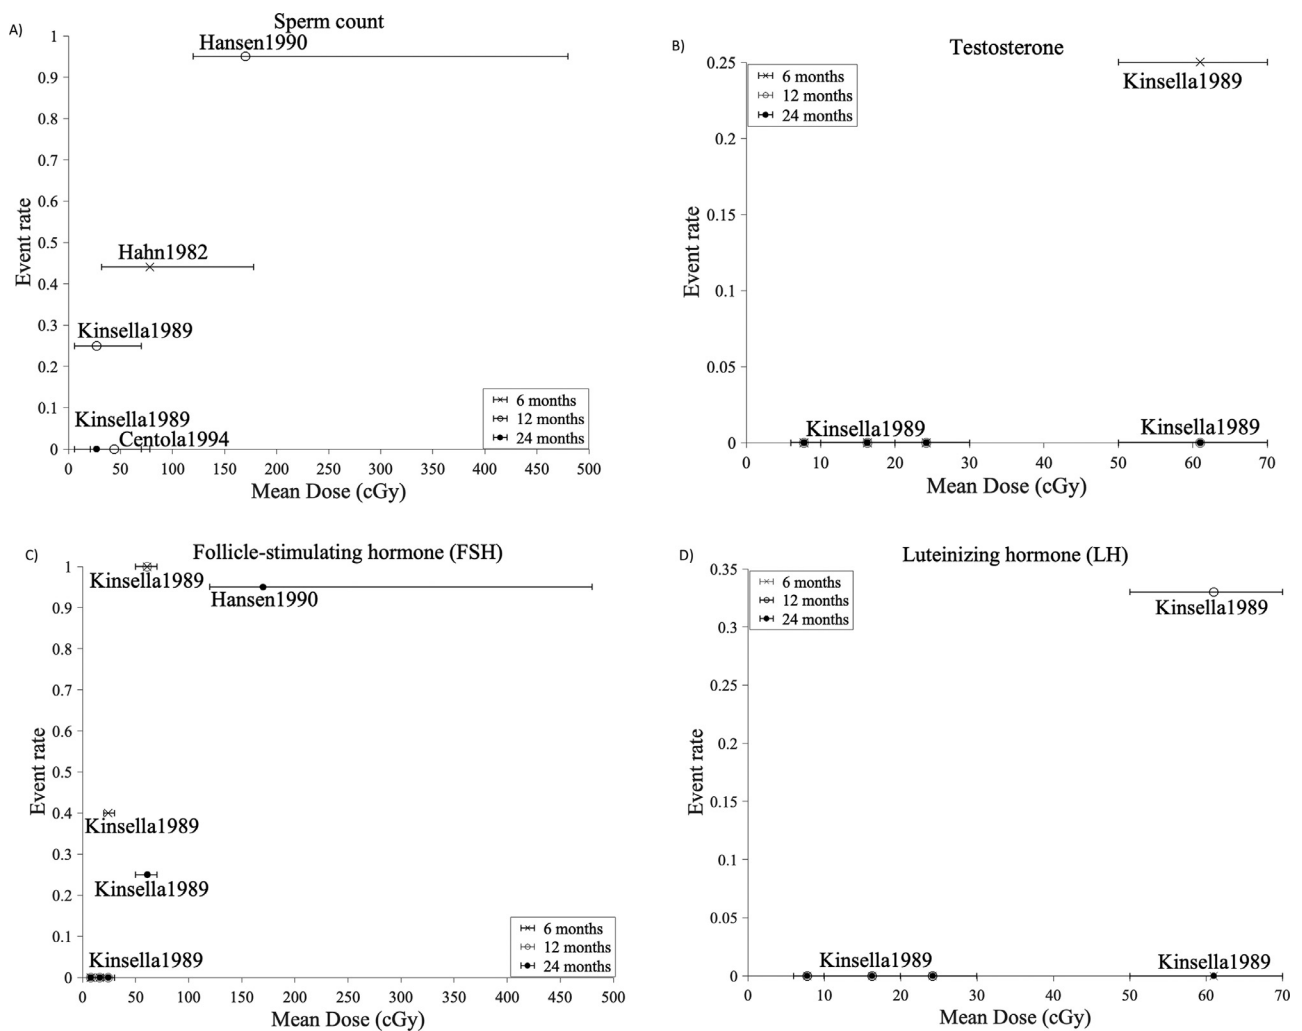 A)
Sperm count
Hansen1990
1
0.9
0.8
0.7
0.6
0.5
0.4
0.3
0.2
0.1
0
Event rate
Hahn1982
Kinsella1989
Kinsella1989
Centola1994
6 months
12 months
24 months
0 50 100 150 200 250 300 350 400 450 500
Mean Dose (cGy)
B)
Testosterone
0.25
0.2
0.15
0.1
0.05
0
Event rate
6 months
12 months
24 months
Kinsella1989
Kinsella1989
Kinsella1989
0 10 20 30 40 50 60 70
Mean Dose (cGy)
C)
Follicle-stimulating hormone (FSH)
1
0.9
0.8
0.7
0.6
0.5
0.4
0.3
0.2
0.1
0
Event rate
Kinsella1989
Hansen1990
Kinsella1989
Kinsella1989
Kinsella1989
6 months
12 months
24 months
0 50 100 150 200 250 300 350 400 450 500
Mean Dose (cGy)
D)
Luteinizing hormone (LH)
0.35
0.3
0.25
0.2
0.15
0.1
0.05
0
Event rate
6 months
12 months
24 months
Kinsella1989
Kinsella1989
Kinsella1989
0 10 20 30 40 50 60 70
Mean Dose (cGy)